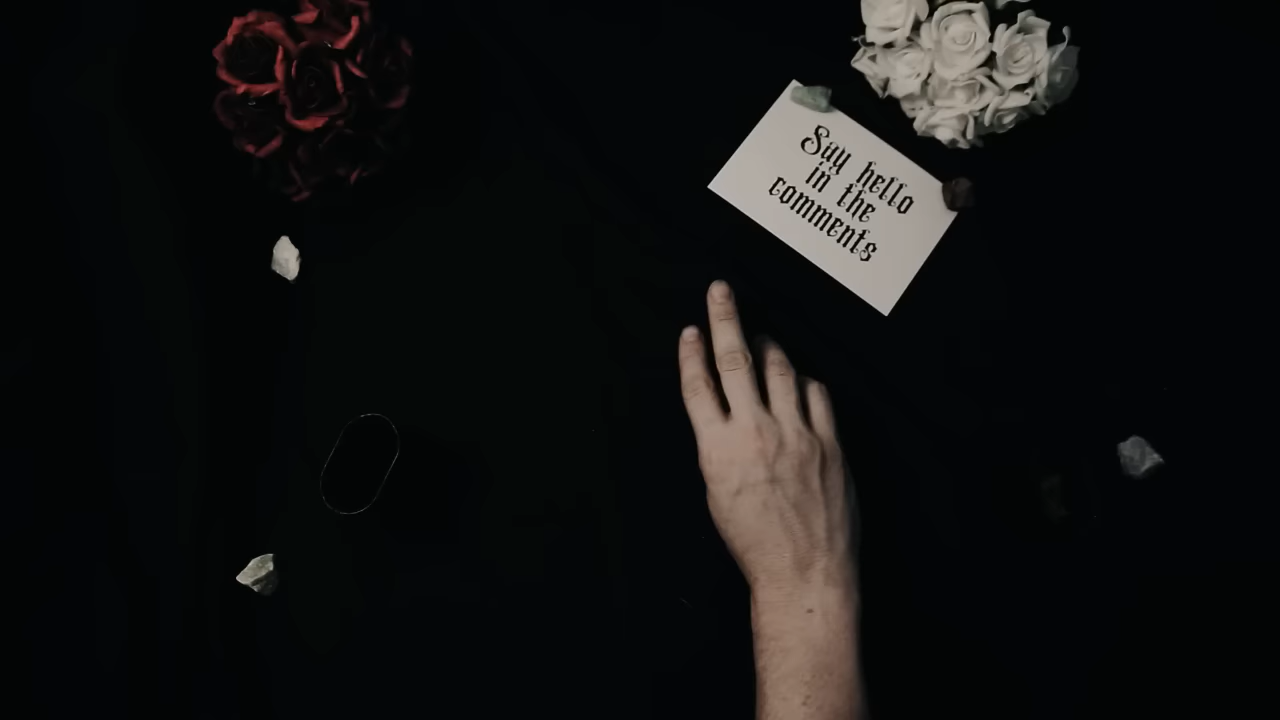 Say hello
in the
comments